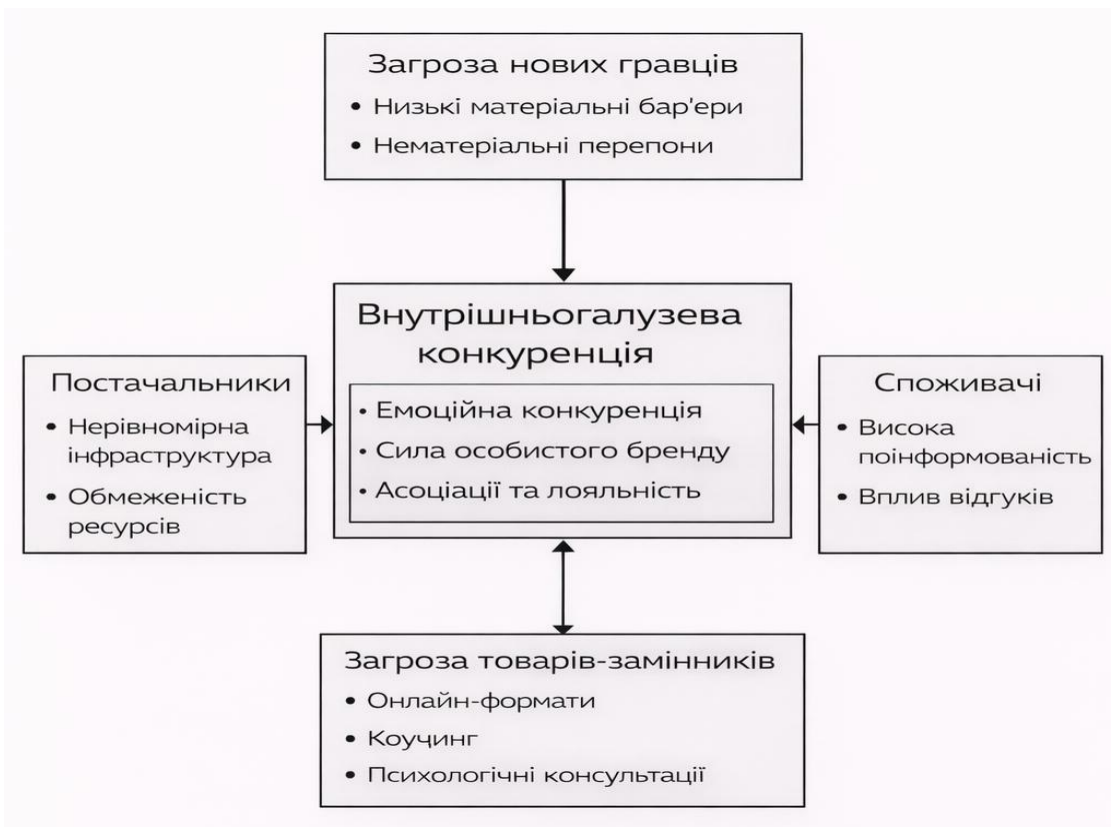 Загроза нових гравців
• Низькі матеріальні бар'ери
• Нематеріальні перепони
Внутрішньогалузева
конкуренція
• Емоційна конкуренція
• Сила особистого бренду
• Асоціації та лояльність
Постачальники
• Нерівномірна
інфраструктура
• Обмеженість
ресурсів
Споживачі
• Висока
поінформованість
• Вплив відгуків
Загроза товарів-замінників
• Онлайн-формати
• Коучинг
• Психологічні консультації